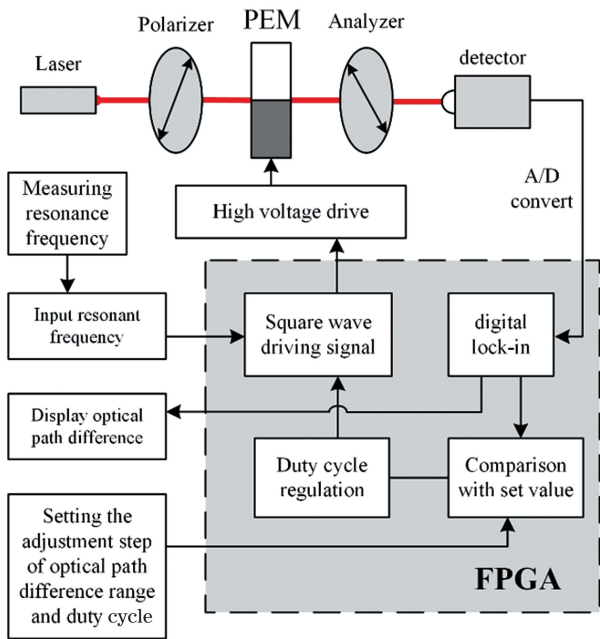 Polarizer
PEM
Analyzer
Laser
detector
A/D
convert
Measuring
resonance
frequency
High voltage drive
Input resonant
frequency
Square wave
driving signal
digital
lock-in
Display optical
path difference
Duty cycle
regulation
Comparison
with set value
Setting the
adjustment step
of optical path
difference range
and duty cycle
FPGA